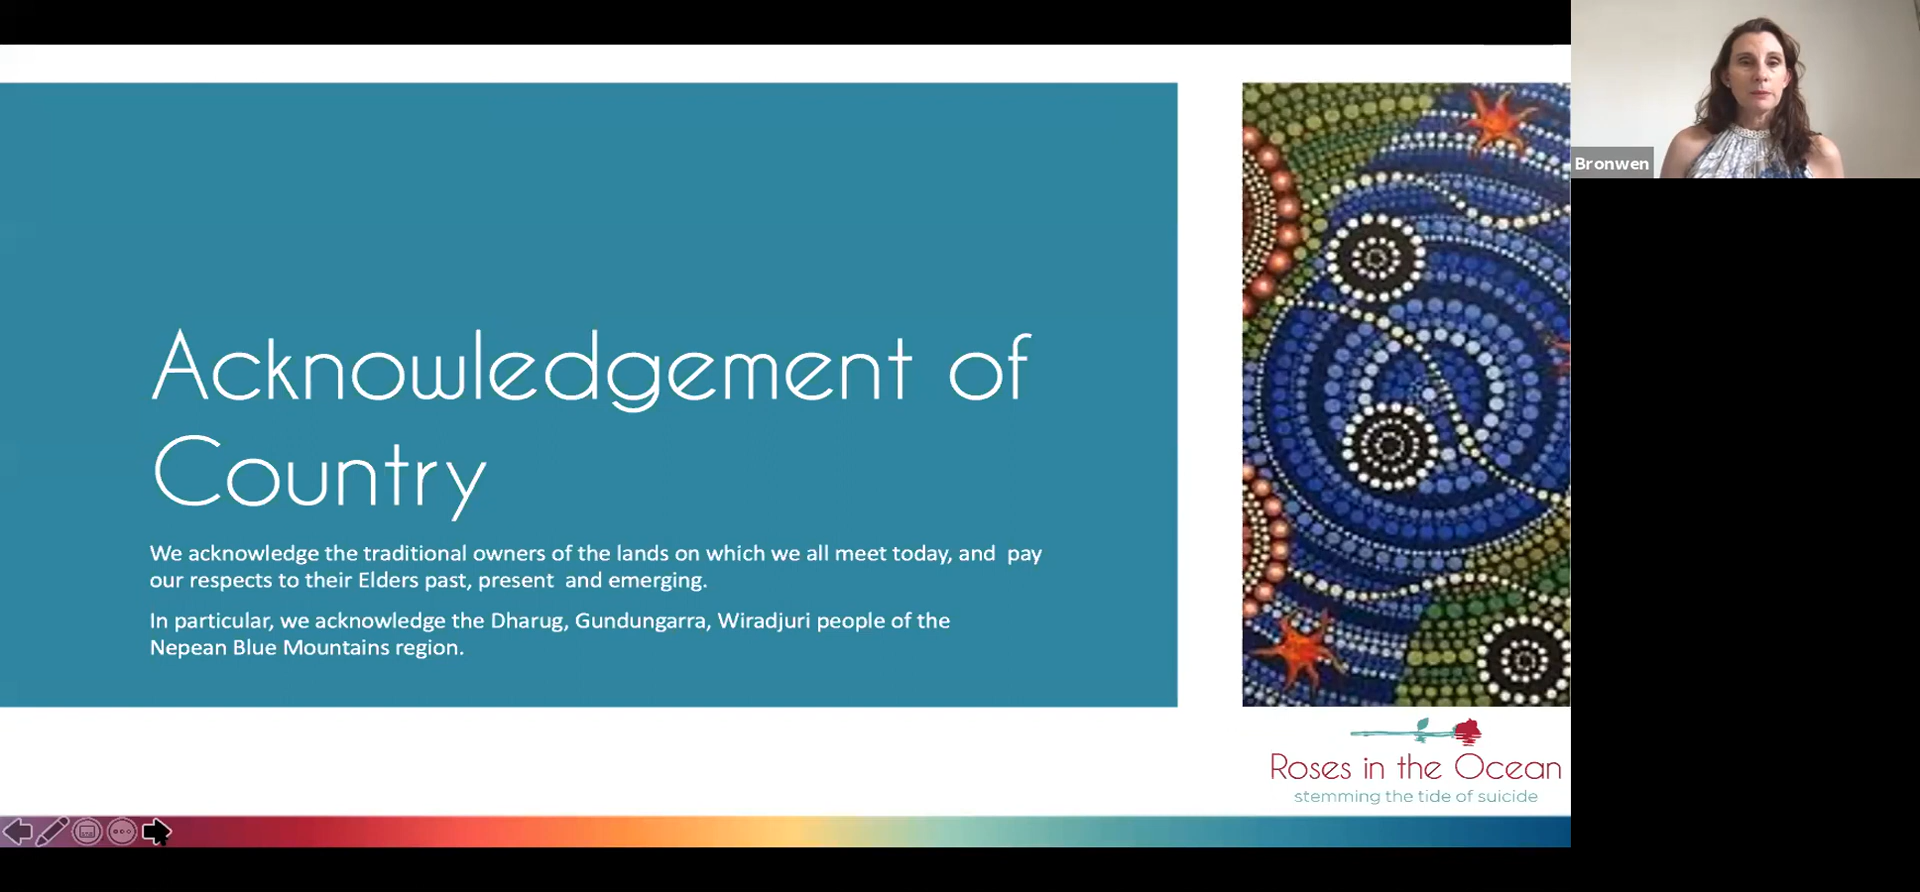 Bronwen
Acknowledgement of
Country
We acknowledge the traditional owners of the lands on which we all meet today, and pay
our respects to their Elders past, present and emerging.
In particular, we acknowledge the Dharug, Gundungarra, Wiradjuri people of the
Nepean Blue Mountains region.
Roses in the Ocean
stemming the tide of suicide